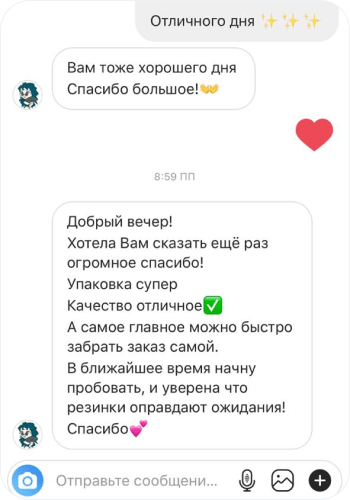 Отличного дня ✨ ✨ ✨
Вам тоже хорошего дня
Спасибо большое!👐
8:59 ПП
Добрый вечер!
Хотела Вам сказать ещё раз
огромное спасибо!
Упаковка супер
Качество отличное✅
А самое главное можно быстро
забрать заказ самой.
В ближайшее время начну
пробовать, и уверена что
резинки оправдают ожидания!
Спасибо💕
Отправьте сообщени...